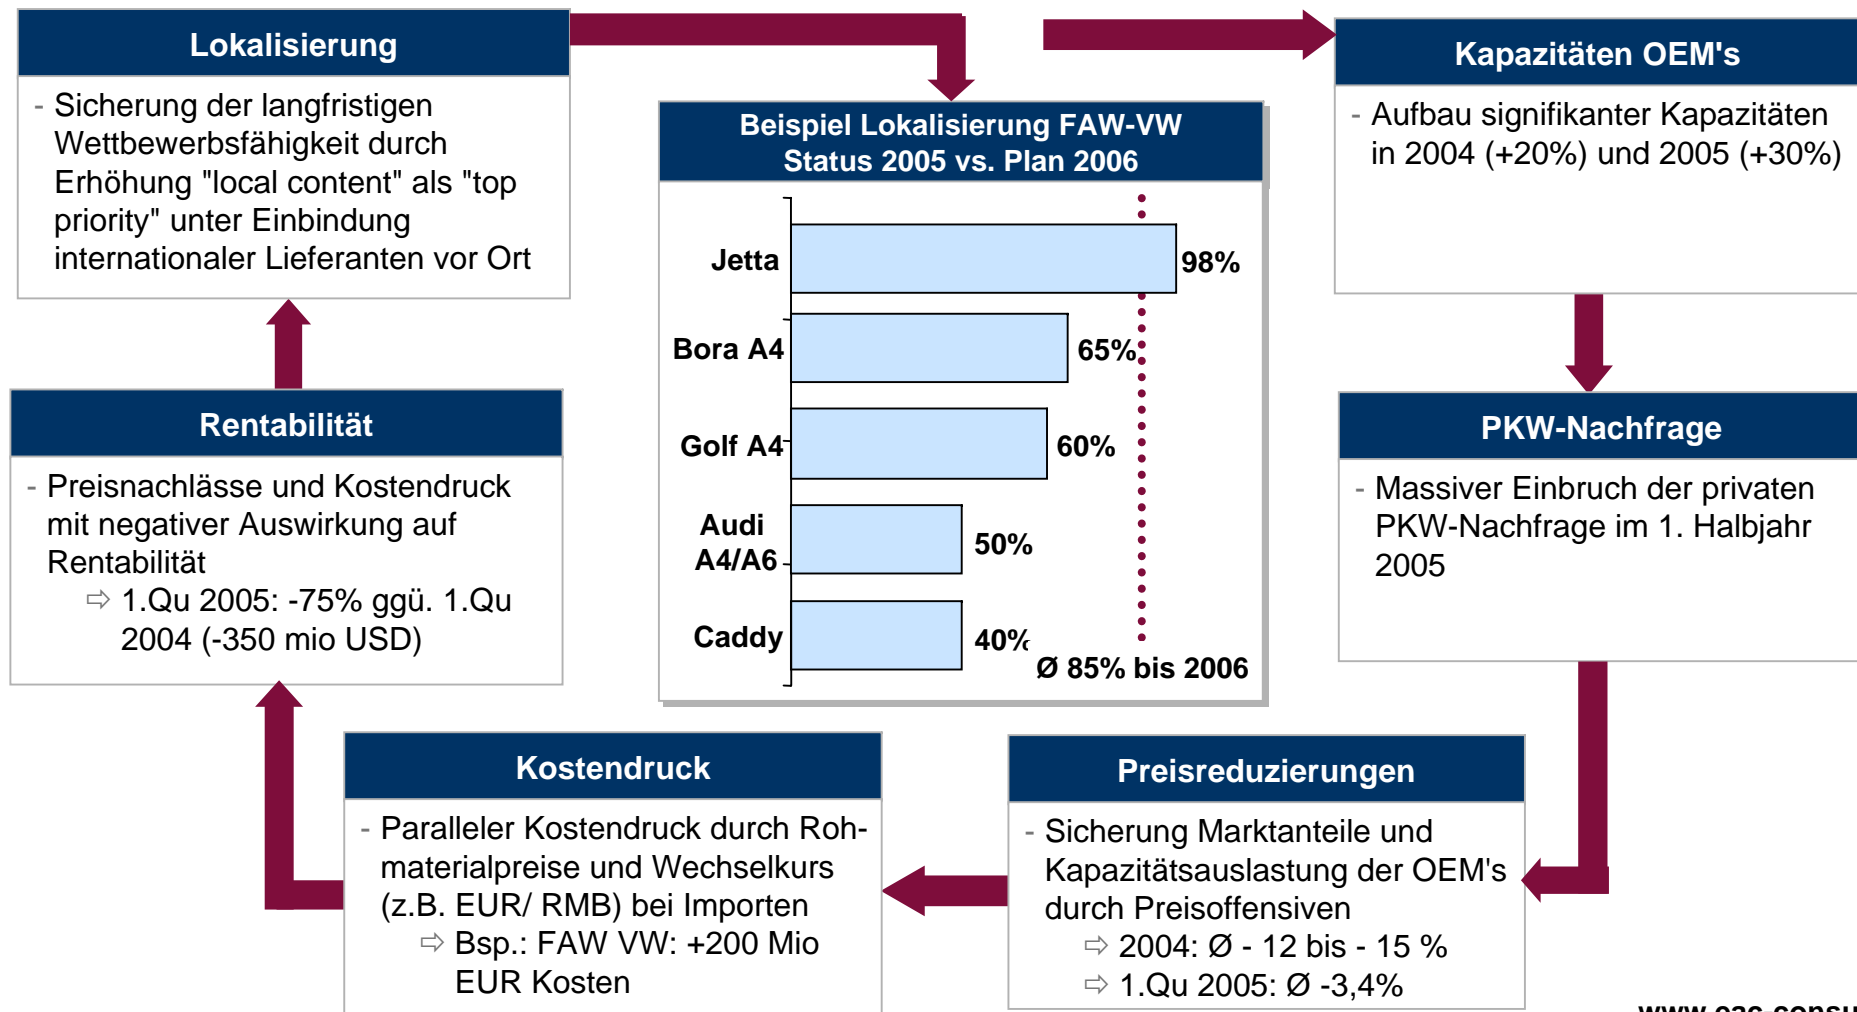 Lokalisierung
- Sicherung der langfristigen
Wettbewerbsfähigkeit durch
Erhöhung "local content" als "top
priority" unter Einbindung
internationaler Lieferanten vor Ort
Beispiel Lokalisierung FAW-VW
Status 2005 vs. Plan 2006
Jetta
98%
Bora A4
65%
Golf A4
60%
Audi
A4/A6
50%
Caddy
40%
Ø 85% bis 2006
Kapazitäten OEM's
- Aufbau signifikanter Kapazitäten
in 2004 (+20%) und 2005 (+30%)
PKW-Nachfrage
- Massiver Einbruch der privaten
PKW-Nachfrage im 1. Halbjahr
2005
Preisreduzierungen
- Sicherung Marktanteile und
Kapazitätsauslastung der OEM's
durch Preisoffensiven
⇨ 2004: Ø - 12 bis - 15 %
⇨ 1.Qu 2005: Ø -3,4%
Kostendruck
- Paralleler Kostendruck durch Roh-
materialpreise und Wechselkurs
(z.B. EUR/ RMB) bei Importen
⇨ Bsp.: FAW VW: +200 Mio
EUR Kosten
Rentabilität
- Preisnachlässe und Kostendruck
mit negativer Auswirkung auf
Rentabilität
⇨ 1.Qu 2005: -75% ggü. 1.Qu
2004 (-350 mio USD)